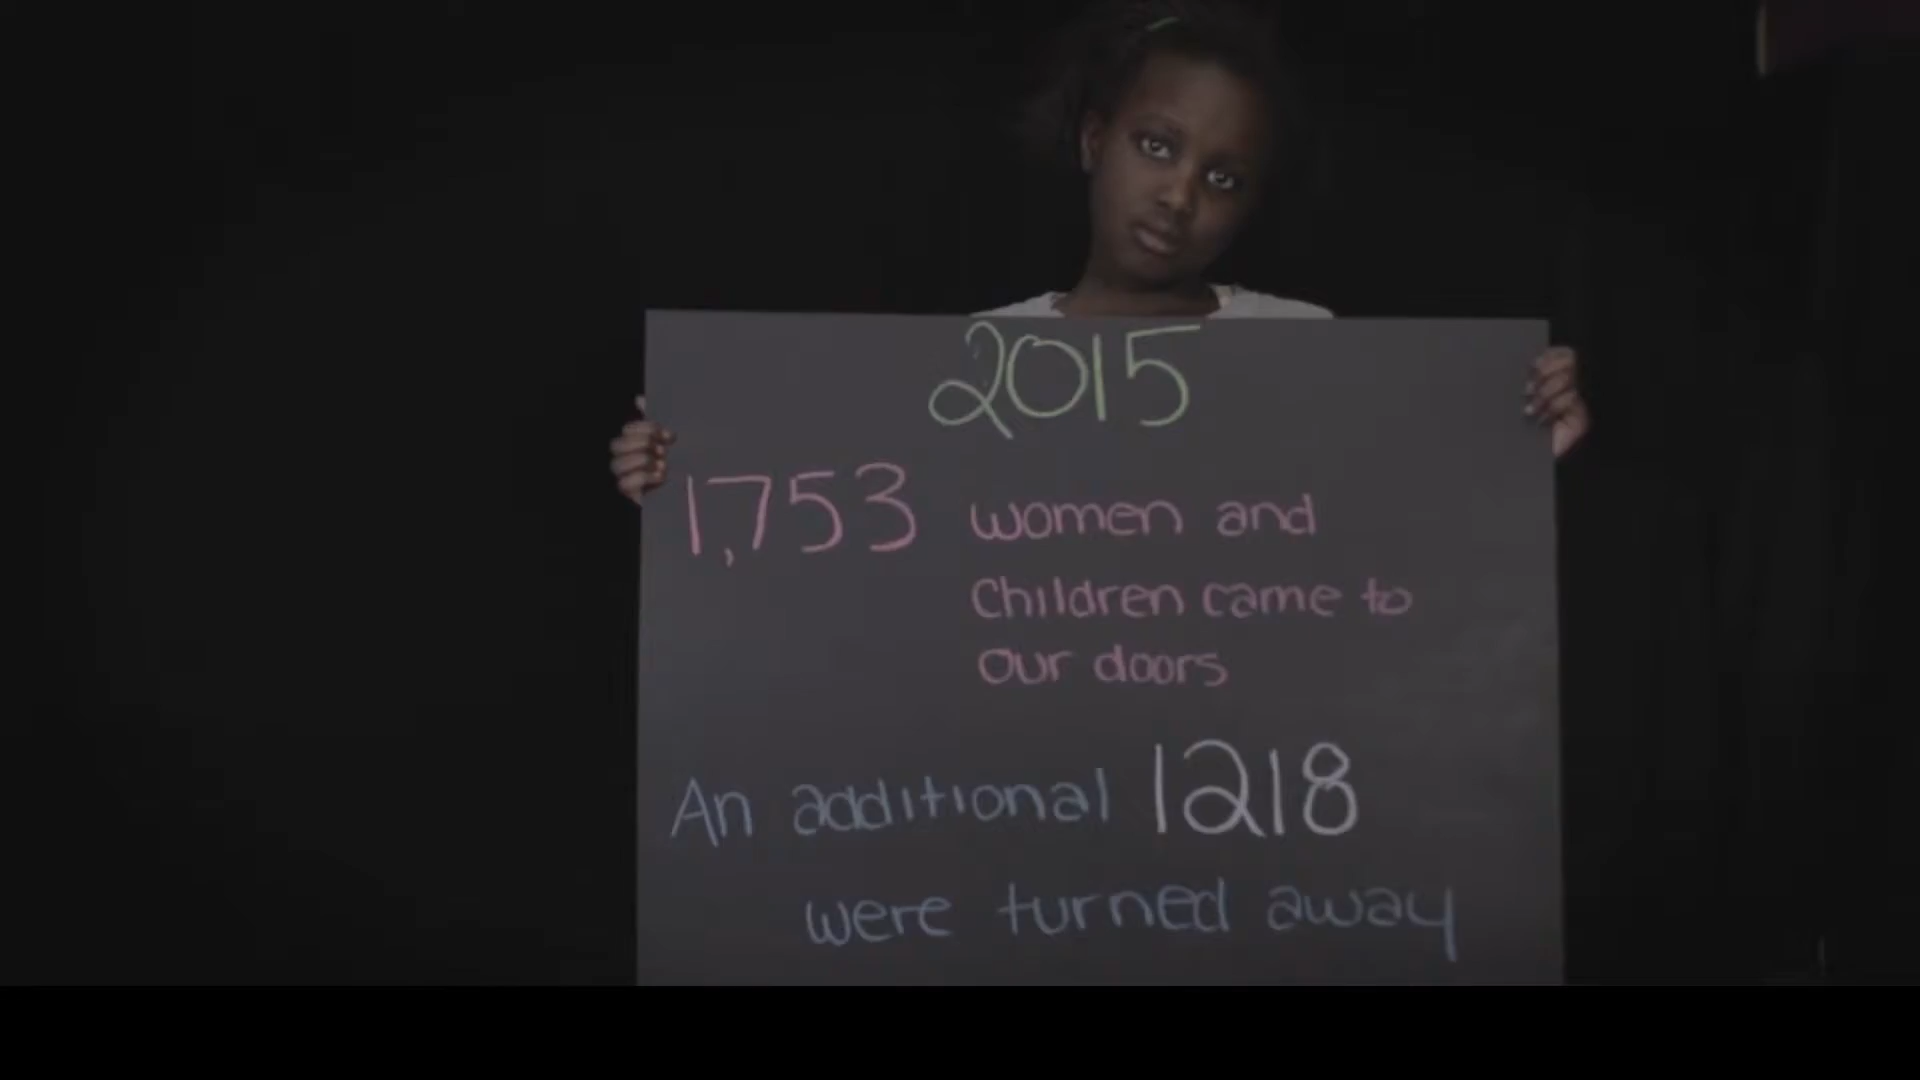 2015
1,753 women and
Children came to
our doors
An additional 1218
were turned away